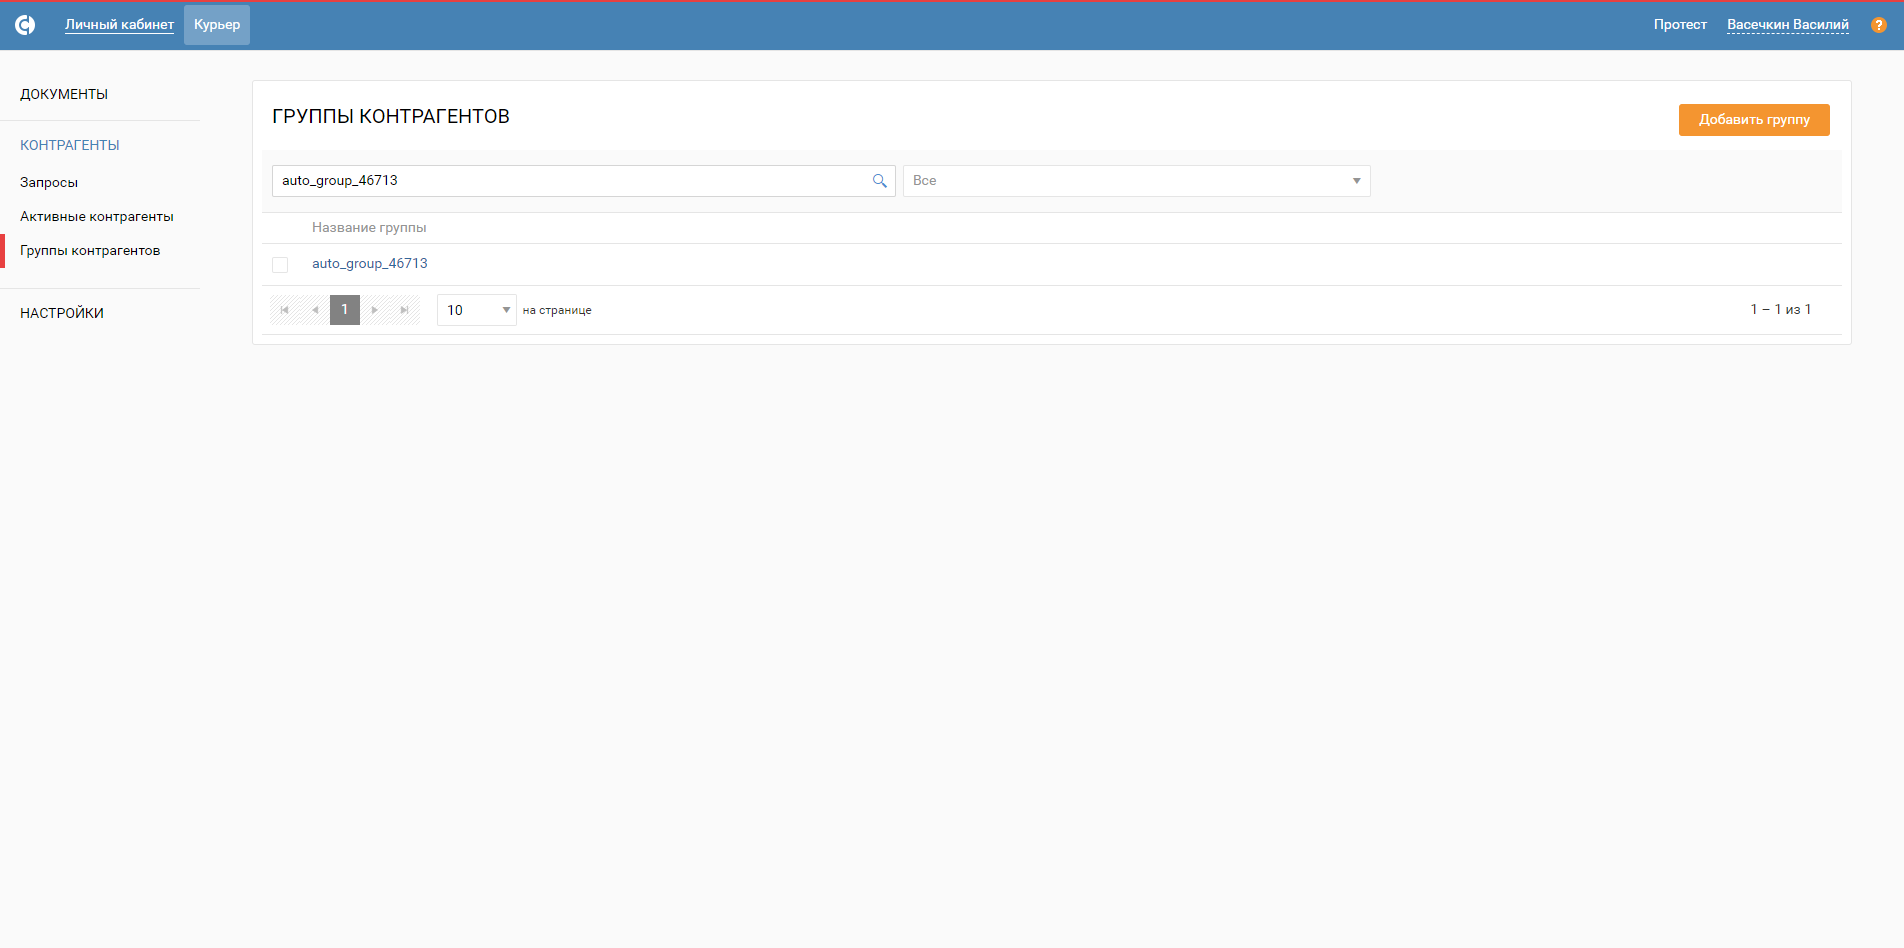 Личный кабинет Курьер Протест Васечкин Василий ?
ДОКУМЕНТЫ
КОНТРАГЕНТЫ
Запросы
Активные контрагенты
Группы контрагентов
НАСТРОЙКИ
ГРУППЫ КОНТРАГЕНТОВ
Добавить группу
auto_group_46713 Все
Название группы
auto_group_46713
1 10 на странице 1 – 1 из 1